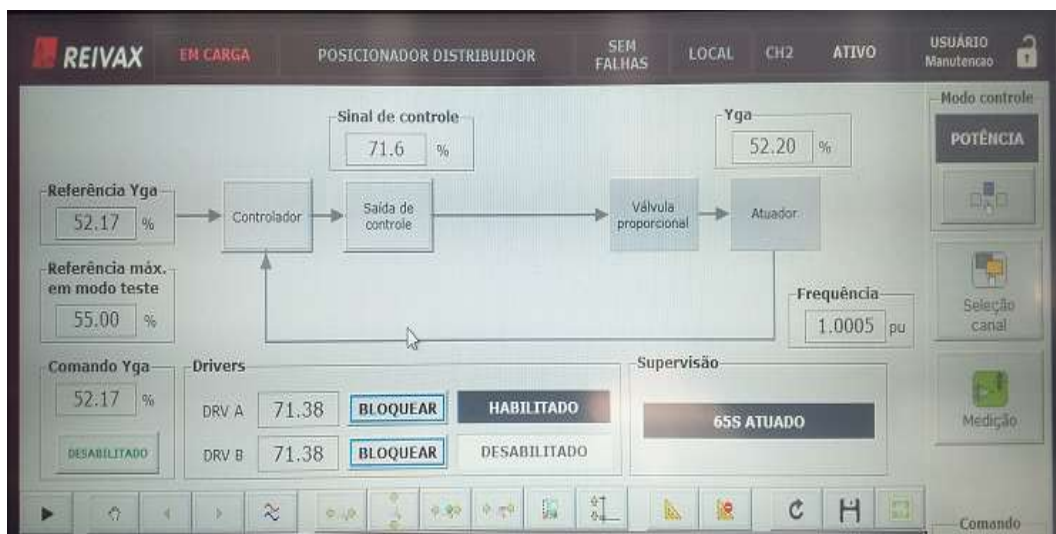 REIVAX
EM CARGA
POSICIONADOR DISTRIBUIDOR
SEM
FALHAS
LOCAL
CH2
ATIVO
USUÁRIO
Manutencao
Modo controle
POTÊNCIA
Sinal de controle
71.6 %
Yga
52.20 %
Referência Yga
52.17 %
Controlador
Saída de
controle
Válvula
proporcional
Atuador
Referência máx.
em modo teste
55.00 %
Frequência
1.0005 pu
Seleção
canal
Comando Yga
52.17 %
DESABILITADO
Drivers
DRV A 71.38 BLOQUEAR HABILITADO
DRV B 71.38 BLOQUEAR DESABILITADO
Supervisão
65S ATUADO
Medição
Comando